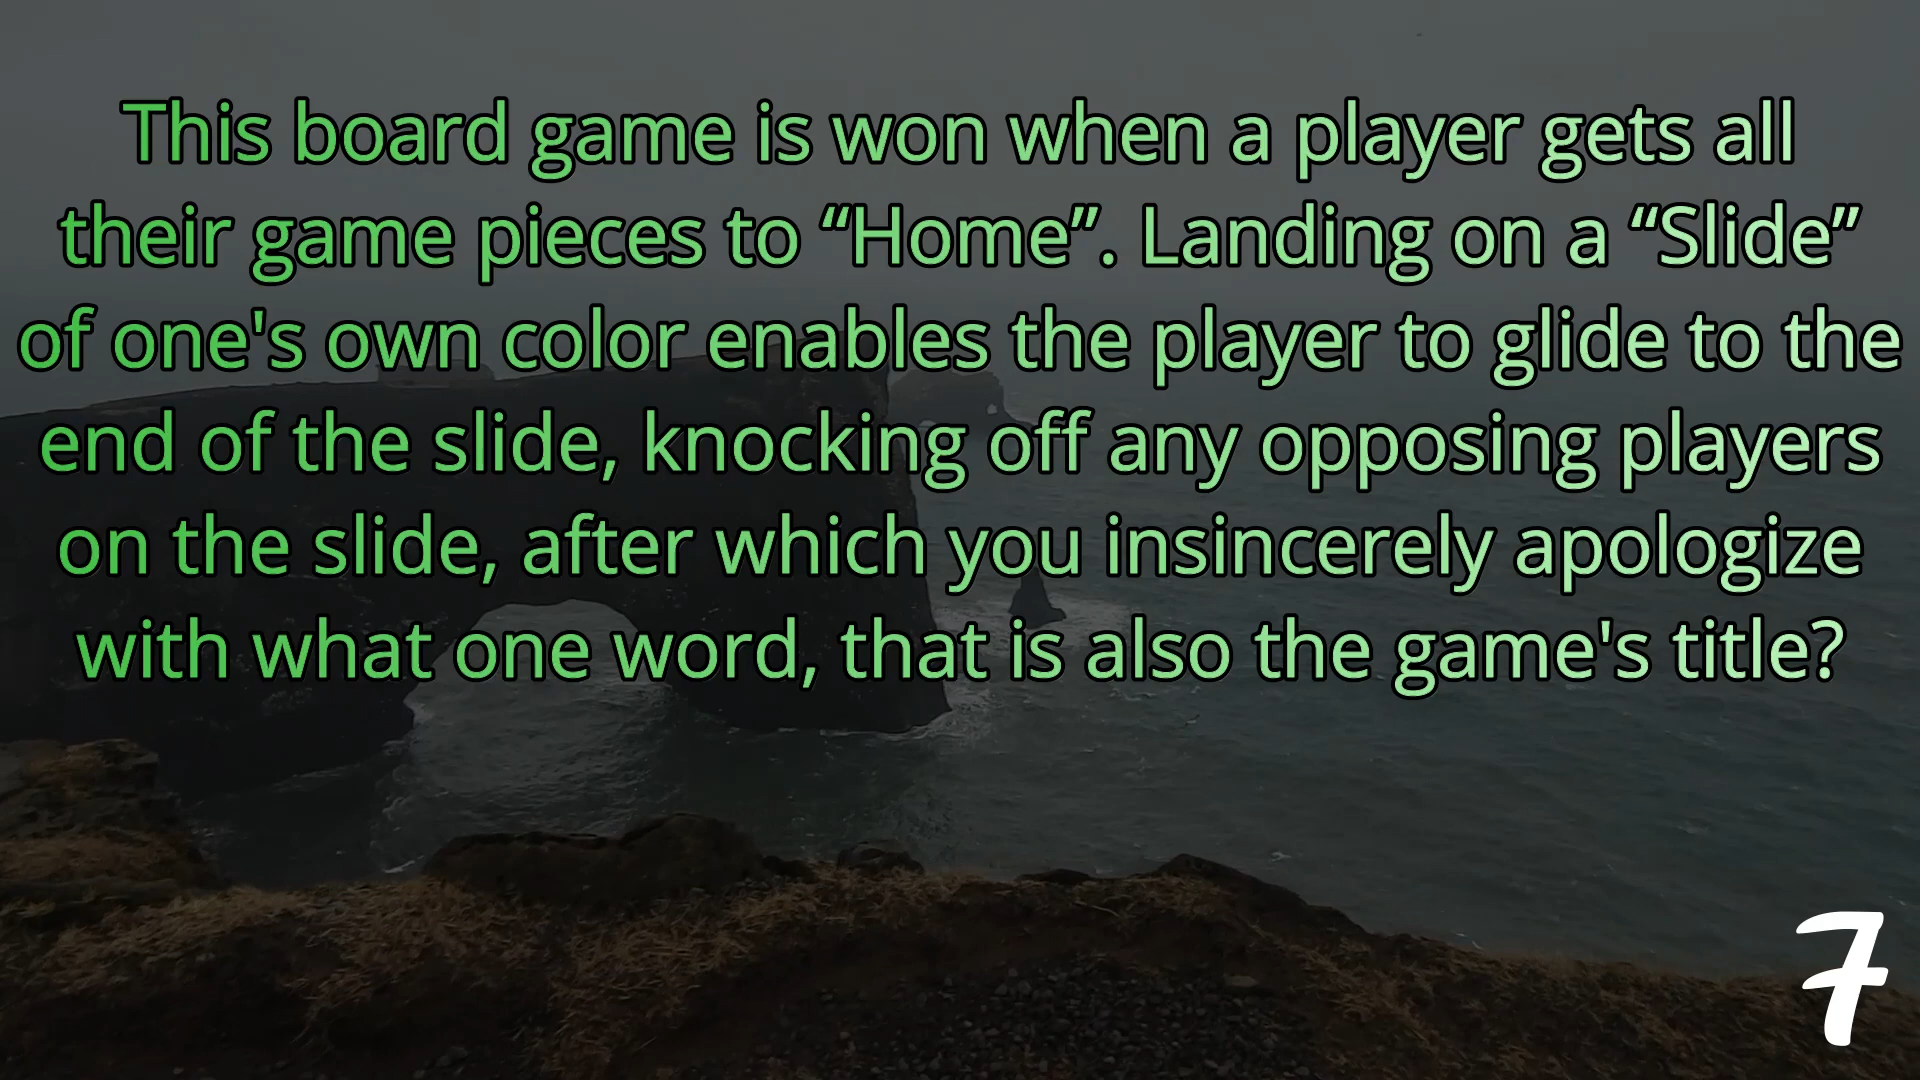 This board game is won when a player gets all
their game pieces to “Home”. Landing on a “Slide”
of one's own color enables the player to glide to the
end of the slide, knocking off any opposing players
on the slide, after which you insincerely apologize
with what one word, that is also the game's title?
7